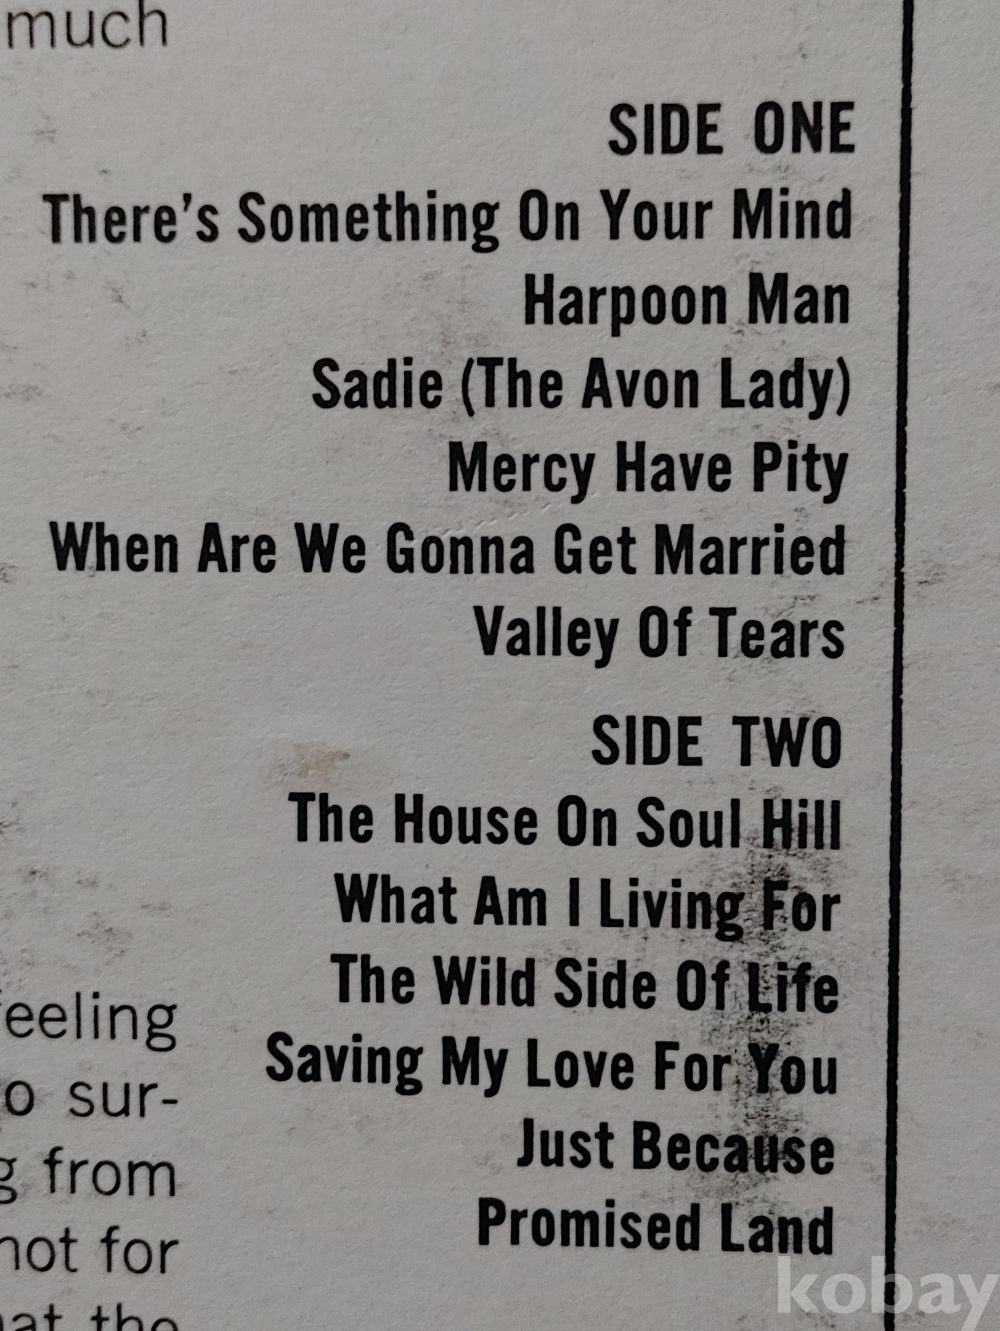 much
SIDE ONE
There's Something On Your Mind
Harpoon Man
Sadie (The Avon Lady)
Mercy Have Pity
When Are We Gonna Get Married
Valley Of Tears
SIDE TWO
The House On Soul Hill
What Am I Living For
The Wild Side Of Life
Saving My Love For You
Just Because
Promised Land
eeling
o sur-
g from
not for
at the
kobay